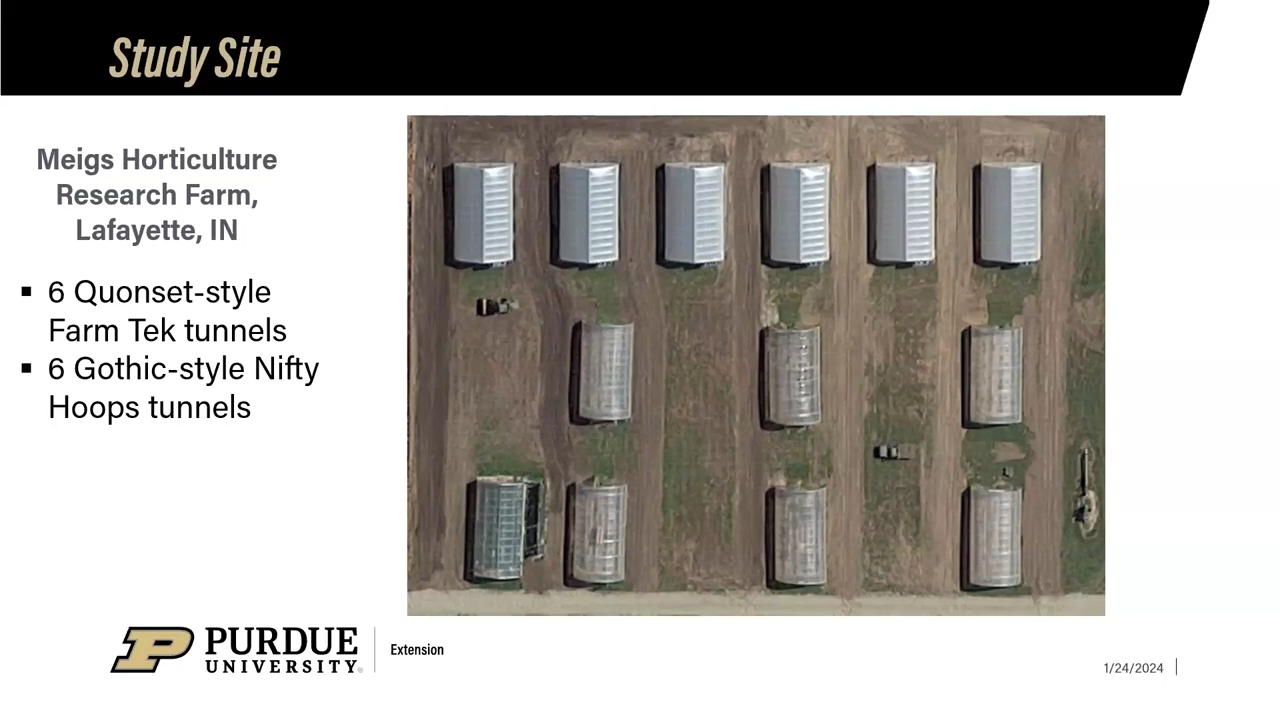 Study Site
Meigs Horticulture
Research Farm,
Lafayette, IN
▪ 6 Quonset-style
Farm Tek tunnels
▪ 6 Gothic-style Nifty
Hoops tunnels
PURDUE
UNIVERSITY®
Extension
1/24/2024